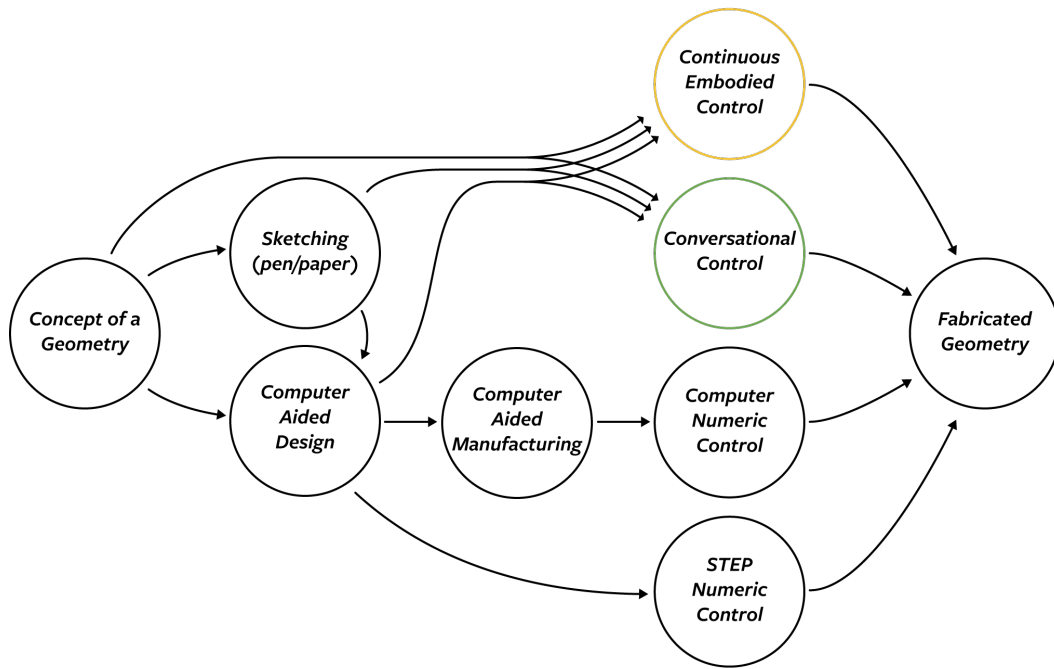 Continuous
Embodied
Control
Sketching
(pen/paper)
Conversational
Control
Concept of a
Geometry
Fabricated
Geometry
Computer
Aided
Design
Computer
Aided
Manufacturing
Computer
Numeric
Control
STEP
Numeric
Control